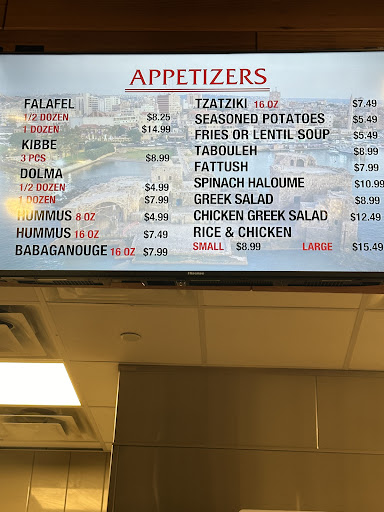 APPETIZERS
FALAFEL
1/2 DOZEN $8.25
1 DOZEN $14.99
KIBBE
3 PCS $8.99
DOLMA
1/2 DOZEN $4.99
1 DOZEN $7.99
HUMMUS 8 OZ $4.99
HUMMUS 16 OZ $7.49
BABAGANOUGE 16 OZ $7.99
TZATZIKI 16 OZ $7.49
SEASONED POTATOES $5.49
FRIES OR LENTIL SOUP $5.49
TABOULEH $8.99
FATTUSH $7.99
SPINACH HALOUME $10.99
GREEK SALAD $8.99
CHICKEN GREEK SALAD $12.49
RICE & CHICKEN
SMALL $8.99 LARGE $15.49
Hisense